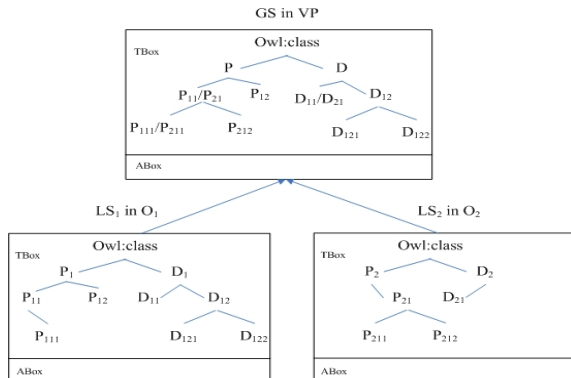 GS in VP
Owl:class
TBox
P D
P₁₁/P₂₁ P₁₂ D₁₁/D₂₁ D₁₂
P₁₁₁/P₂₁₁ P₂₁₂ D₁₂₁ D₁₂₂
ABox
LS₁ in O₁ LS₂ in O₂
Owl:class Owl:class
TBox TBox
P₁ D₁ P₂ D₂
P₁₁ P₁₂ D₁₁ D₁₂ P₂₁ D₂₁
P₁₁₁ D₁₂₁ D₁₂₂ P₂₁₁ P₂₁₂
ABox ABox